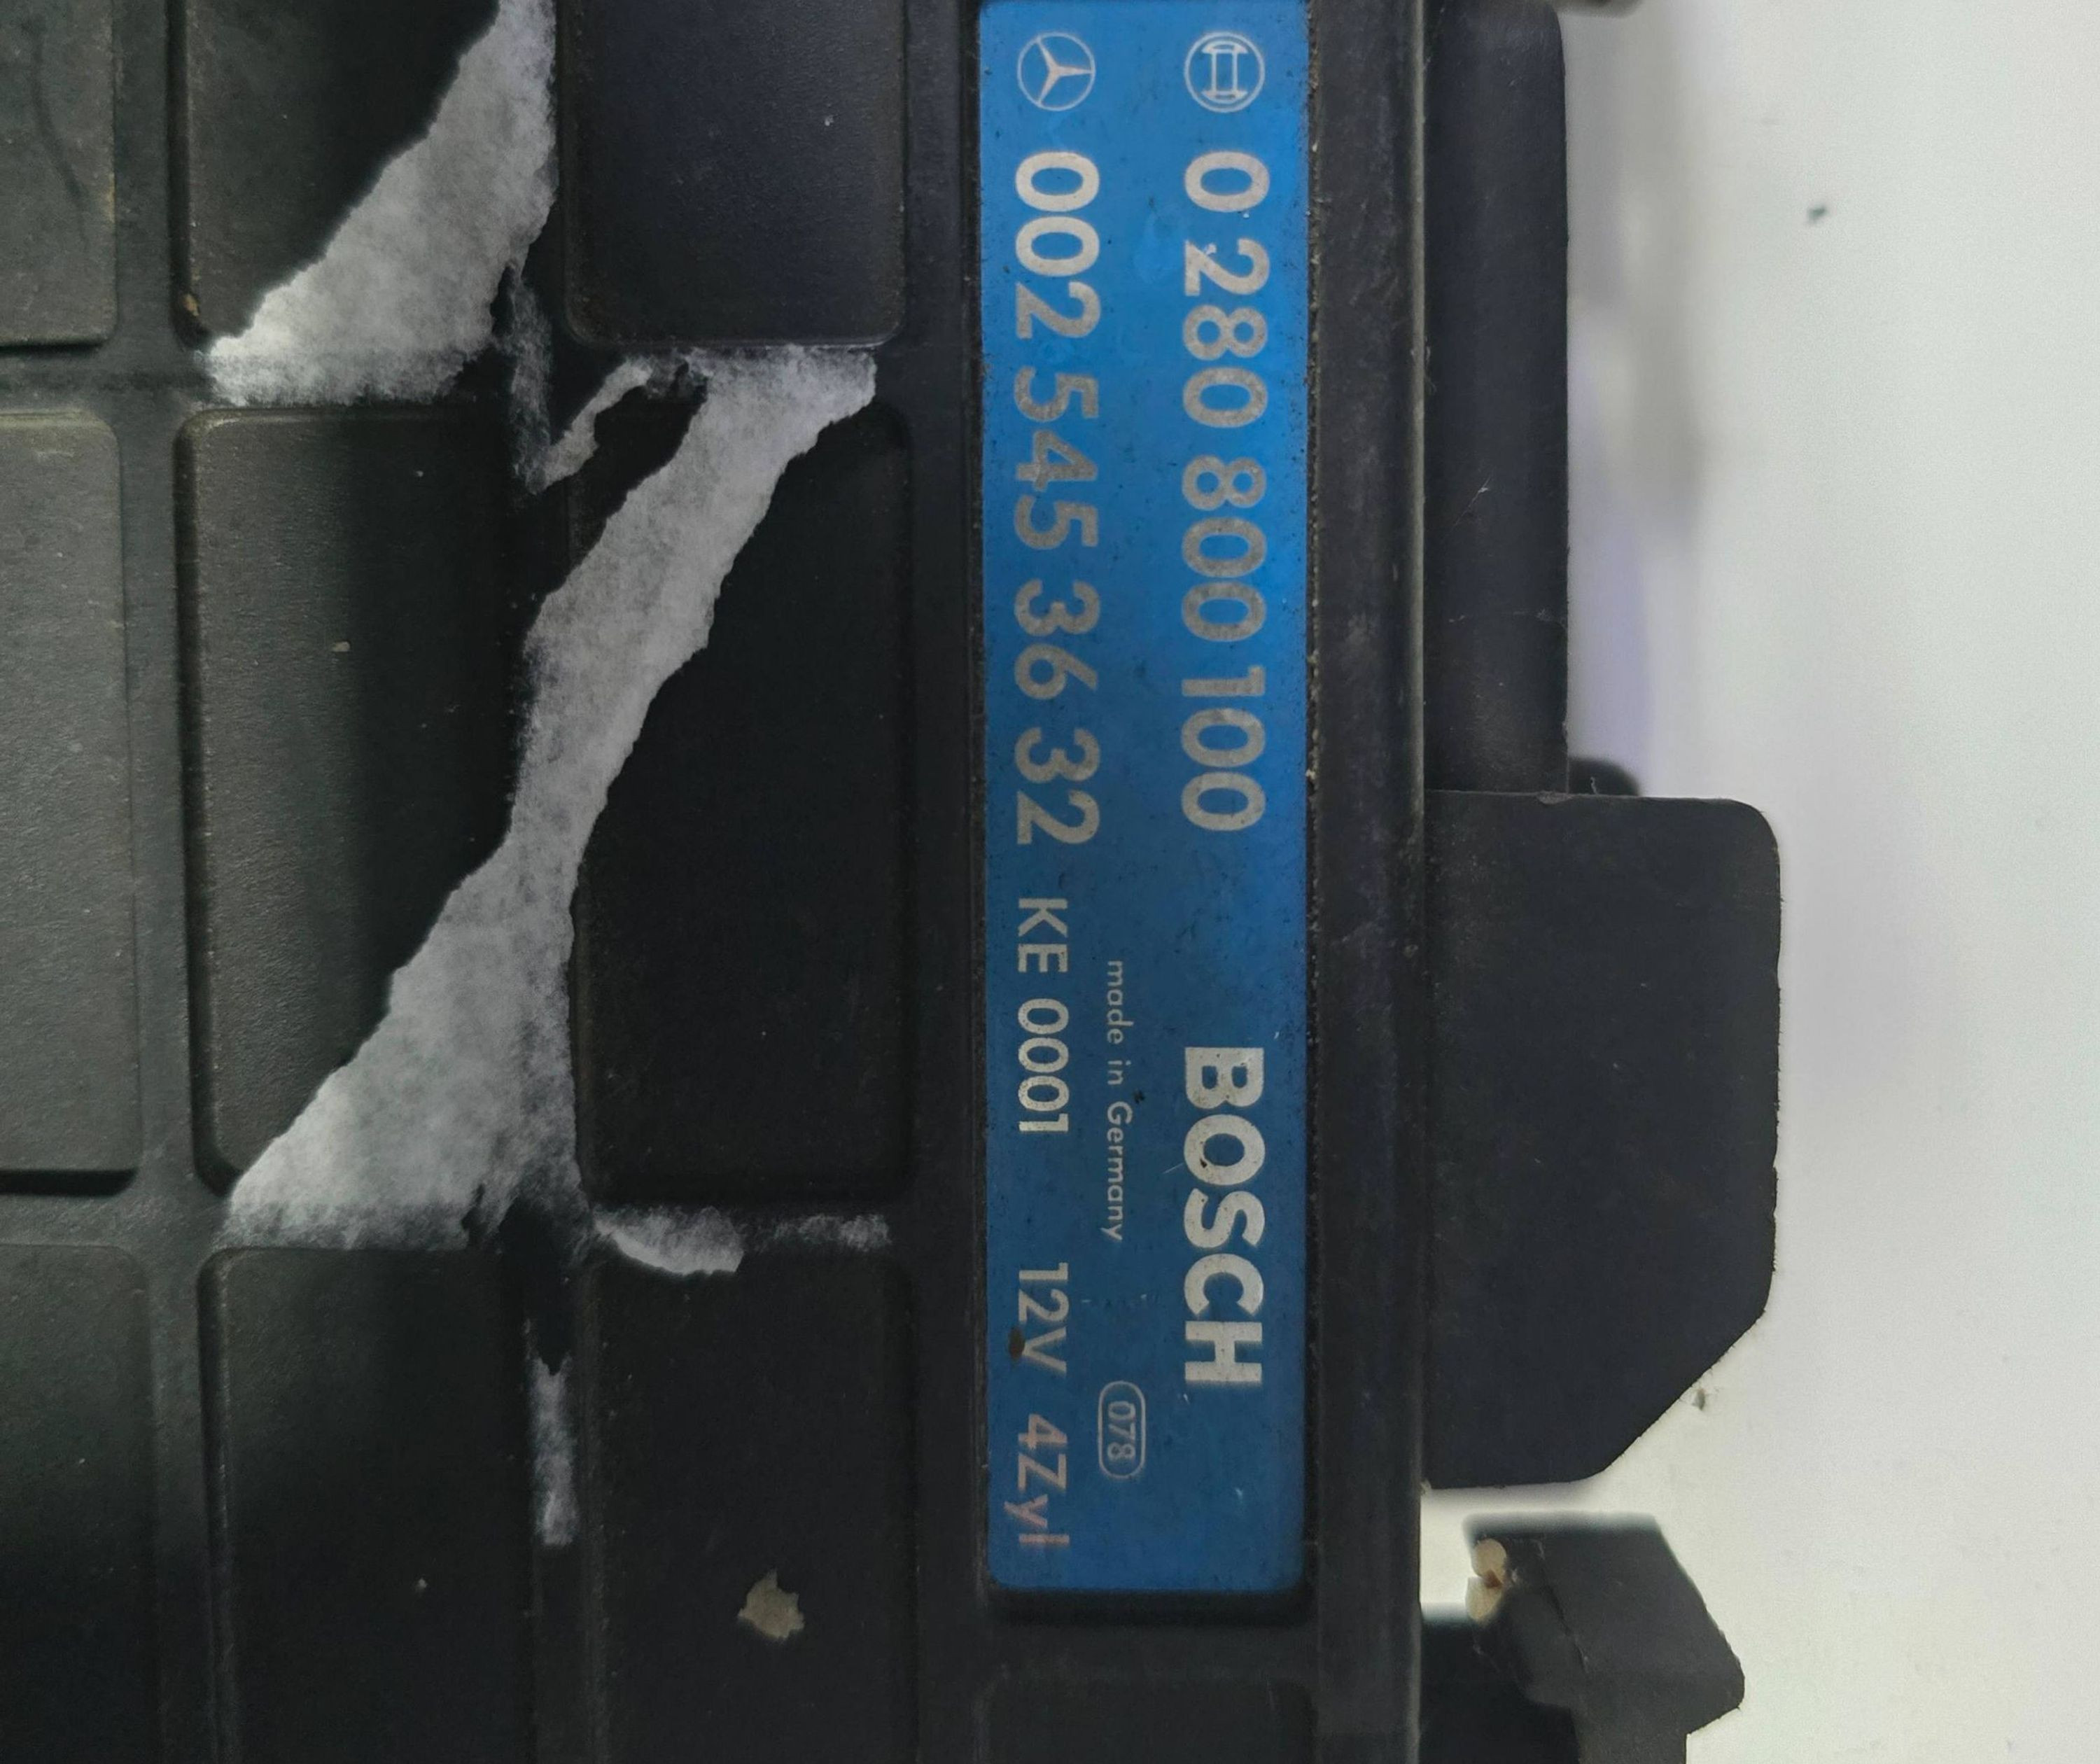 0 280 800 100 BOSCH
made in Germany
078
002 545 36 32 KE 0001 12V 4Zyl